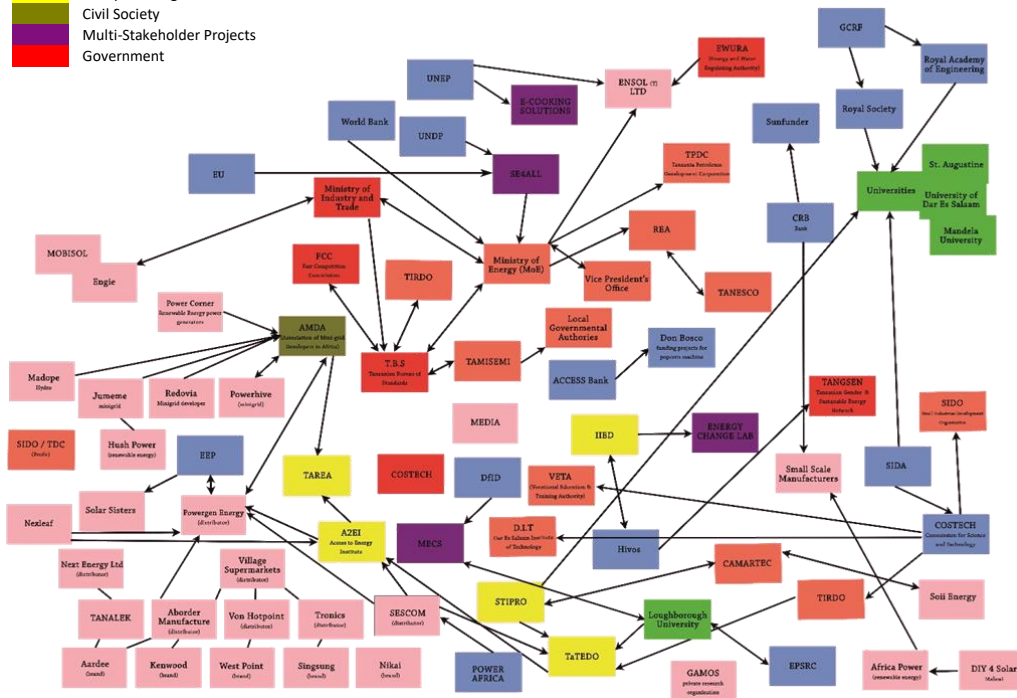 Civil Society
Multi-Stakeholder Projects
Government
GCRF
Royal Academy
of Engineering
EWURA
(Energy and Water
Regulating Authority)
UNEP
ENSOL (T)
LTD
E-COOKING
SOLUTIONS
Royal Society
Sunfunder
World Bank
UNDP
TPDC
Tanzania Petroleum
Development Corporation
St. Augustine
EU
SE4ALL
Ministry of
Industry and
Trade
Universities
University of
Dar Es Salaam
CRB
Bank
REA
Mandela
University
MOBISOL
Engie
FCC
Fair Competition
Commission
TIRDO
Ministry of
Energy (MoE)
Vice President's
Office
TANESCO
Power Corner
Renewable Energy power
generators
AMDA
(Association of Mini-grid
Developers in Africa)
Local
Governmental
Authories
Don Bosco
funding projects for
popcorn machine
T.B.S
Tanzanian Bureau of
Standards
TAMISEMI
ACCESS Bank
Madope
Hydro
Jumeme
minigrid
Redovia
Minigrid developer
Powerhive
(minigrid)
TANGSEN
Tanzanian Gender &
Sustainable Energy
Network
SIDO
Small Industries Development
Organisation
MEDIA
Hush Power
(renewable energy)
SIDO / TDC
EEP
IIED
ENERGY
CHANGE LAB
TAREA
COSTECH
DfID
VETA
(Vocational Education &
Training Authority)
Small Scale
Manufacturers
SIDA
Nexleaf
Solar Sisters
Powergen Energy
(distributor)
A2EI
Access to Energy
Institute
MECS
D.I.T
Dar Es Salaam Institute
of Technology
Hivos
COSTECH
Commission for Science
and Technology
Next Energy Ltd
(distributor)
Village
Supermarkets
(distributor)
CAMARTEC
Soii Energy
TANALEK
Aborder
Manufacture
(distributor)
Von Hotpoint
(distributor)
Tronics
(distributor)
SESCOM
(distributor)
STIPRO
Loughborough
University
TIRDO
Aardee
(brand)
Kenwood
(brand)
West Point
(brand)
Singsung
(brand)
Nikai
(brand)
POWER
AFRICA
TaTEDO
GAMOS
private research
organisation
EPSRC
Africa Power
(renewable energy)
DIY 4 Solar